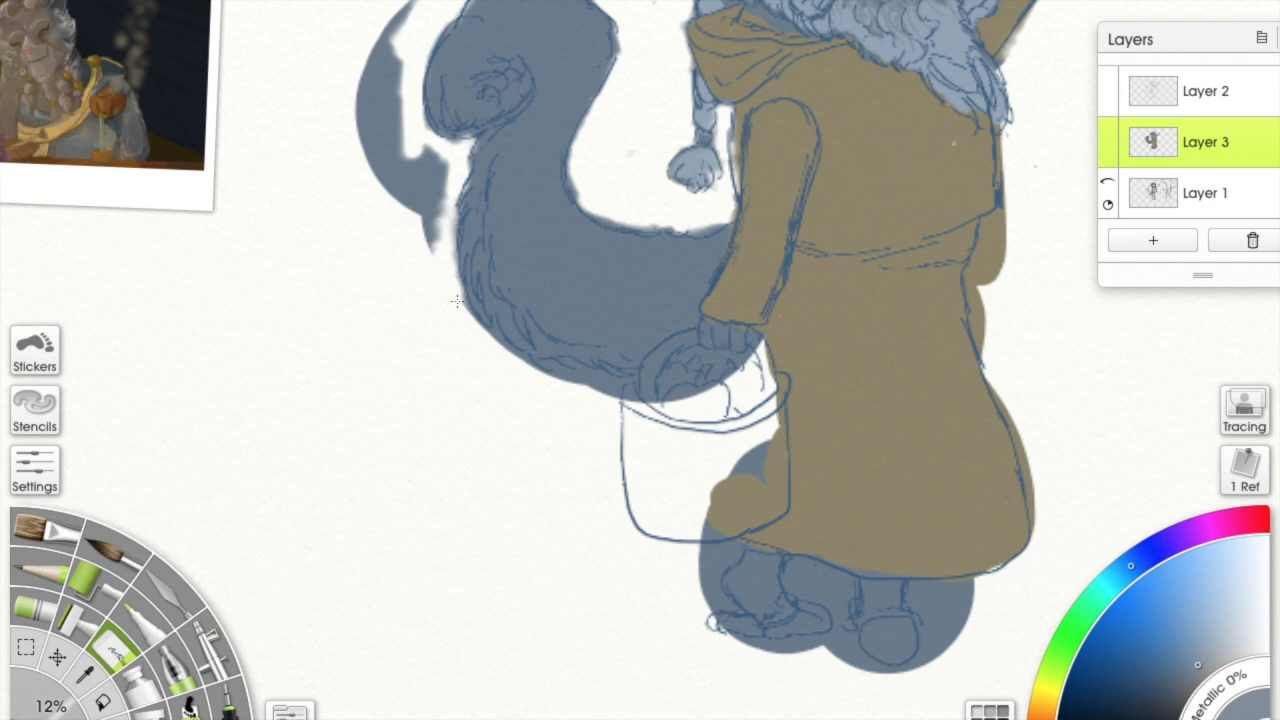 Layers
Layer 2
Layer 3
Layer 1
+
Stickers
Stencils
Settings
12%
Tracing
1 Ref
Metallic 0%